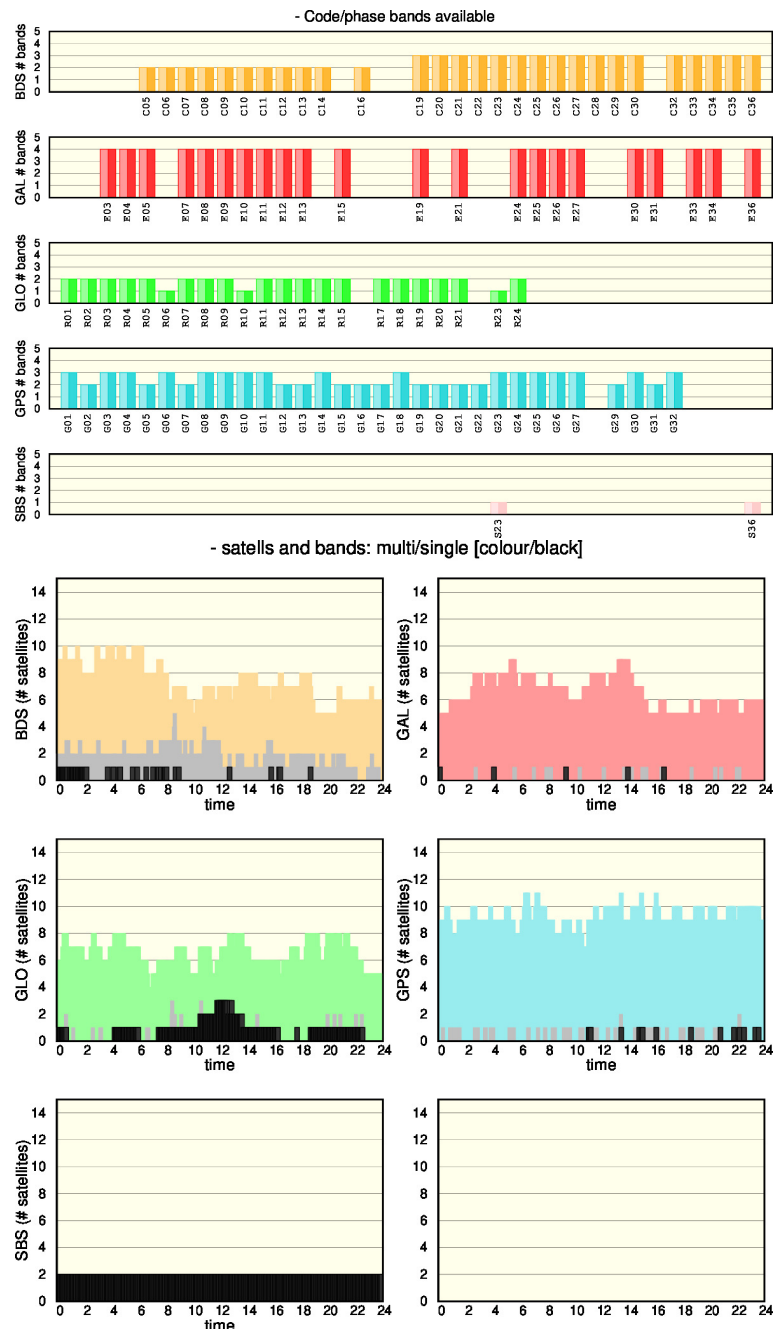 - Code/phase bands available
BDS # bands
5
4
3
2
1
0
C05 C06 C07 C08 C09 C10 C11 C12 C13 C14 C16 C19 C20 C21 C22 C23 C24 C25 C26 C27 C28 C29 C30 C32 C33 C34 C35 C36
GAL # bands
5
4
3
2
1
0
E03 E04 E05 E07 E08 E09 E10 E11 E12 E13 E15 E19 E21 E24 E25 E26 E27 E30 E31 E33 E34 E36
GLO # bands
5
4
3
2
1
0
R01 R02 R03 R04 R05 R06 R07 R08 R09 R10 R11 R12 R13 R14 R15 R17 R18 R19 R20 R21 R23 R24
GPS # bands
5
4
3
2
1
0
G01 G02 G03 G04 G05 G06 G07 G08 G09 G10 G11 G12 G13 G14 G15 G16 G17 G18 G19 G20 G21 G22 G23 G24 G25 G26 G27 G29 G30 G31 G32
SBS # bands
5
4
3
2
1
0
S23 S36
- satells and bands: multi/single [colour/black]
BDS (# satellites)
14
12
10
8
6
4
2
0
0 2 4 6 8 10 12 14 16 18 20 22 24
time
GAL (# satellites)
14
12
10
8
6
4
2
0
0 2 4 6 8 10 12 14 16 18 20 22 24
time
GLO (# satellites)
14
12
10
8
6
4
2
0
0 2 4 6 8 10 12 14 16 18 20 22 24
time
GPS (# satellites)
14
12
10
8
6
4
2
0
0 2 4 6 8 10 12 14 16 18 20 22 24
time
SBS (# satellites)
14
12
10
8
6
4
2
0
0 2 4 6 8 10 12 14 16 18 20 22 24
time
14
12
10
8
6
4
2
0
0 2 4 6 8 10 12 14 16 18 20 22 24